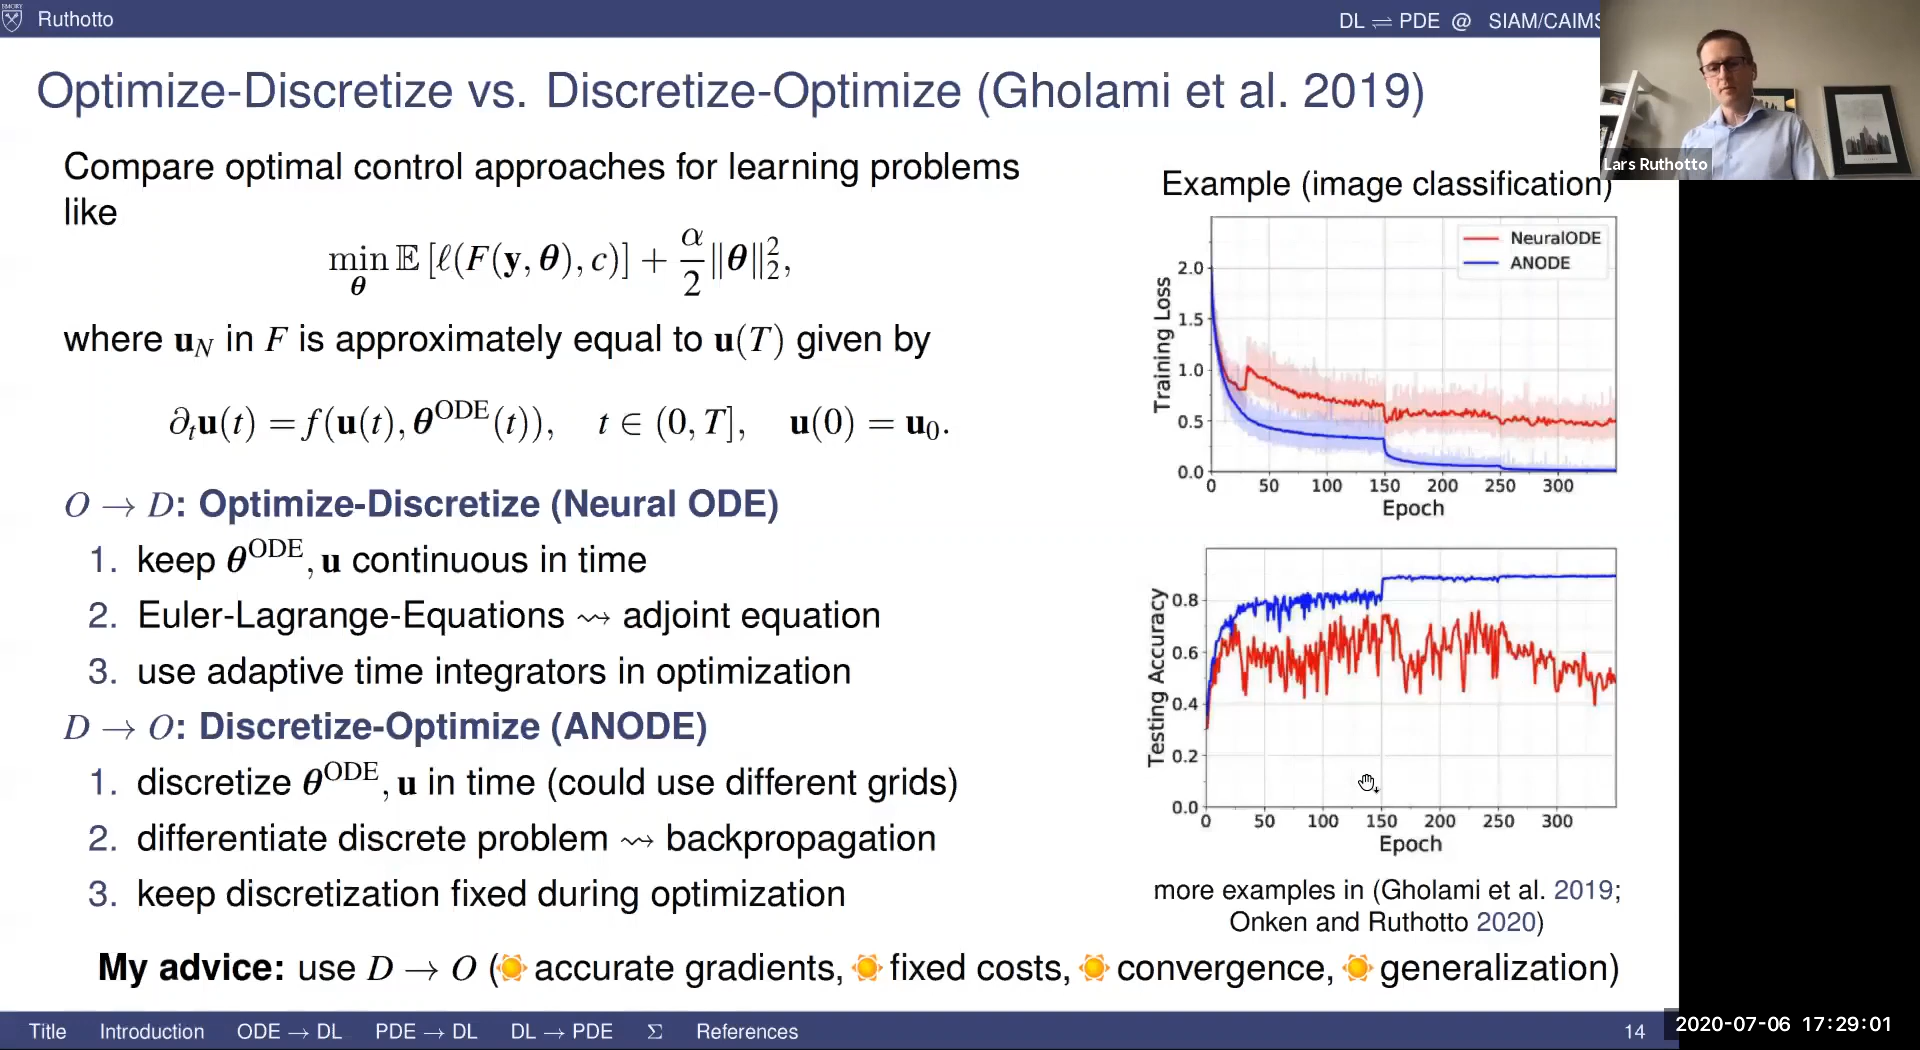 Ruthotto
DL ⇌ PDE @ SIAM/CAIMS
Optimize-Discretize vs. Discretize-Optimize (Gholami et al. 2019)
Lars Ruthotto
Compare optimal control approaches for learning problems
like
min_θ 𝔼 [ℓ(F(y, θ), c)] + α/2 ‖θ‖₂²,
where u_N in F is approximately equal to u(T) given by
∂_t u(t) = f(u(t), θ^ODE(t)), t ∈ (0, T], u(0) = u₀.
O → D: Optimize-Discretize (Neural ODE)
1. keep θ^ODE, u continuous in time
2. Euler-Lagrange-Equations ⇝ adjoint equation
3. use adaptive time integrators in optimization
D → O: Discretize-Optimize (ANODE)
1. discretize θ^ODE, u in time (could use different grids)
2. differentiate discrete problem ⇝ backpropagation
3. keep discretization fixed during optimization
Example (image classification)
NeuralODE
ANODE
Training Loss
2.0
1.5
1.0
0.5
0.0
0 50 100 150 200 250 300
Epoch
Testing Accuracy
0.8
0.6
0.4
0.2
0.0
0 50 100 150 200 250 300
Epoch
more examples in (Gholami et al. 2019;
Onken and Ruthotto 2020)
My advice: use D → O (☀ accurate gradients, ☀ fixed costs, ☀ convergence, ☀ generalization)
Title Introduction ODE → DL PDE → DL DL → PDE Σ References
14
2020-07-06 17:29:01